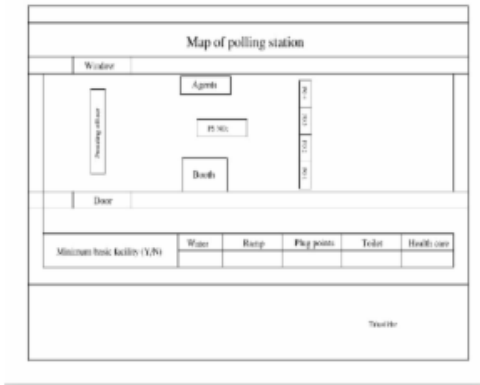 Map of polling station
Window
Agents
Presiding officer
PS NO.
Booth
Door
Minimum basic facility (Y/N)
Water
Ramp
Plug points
Toilet
Health care